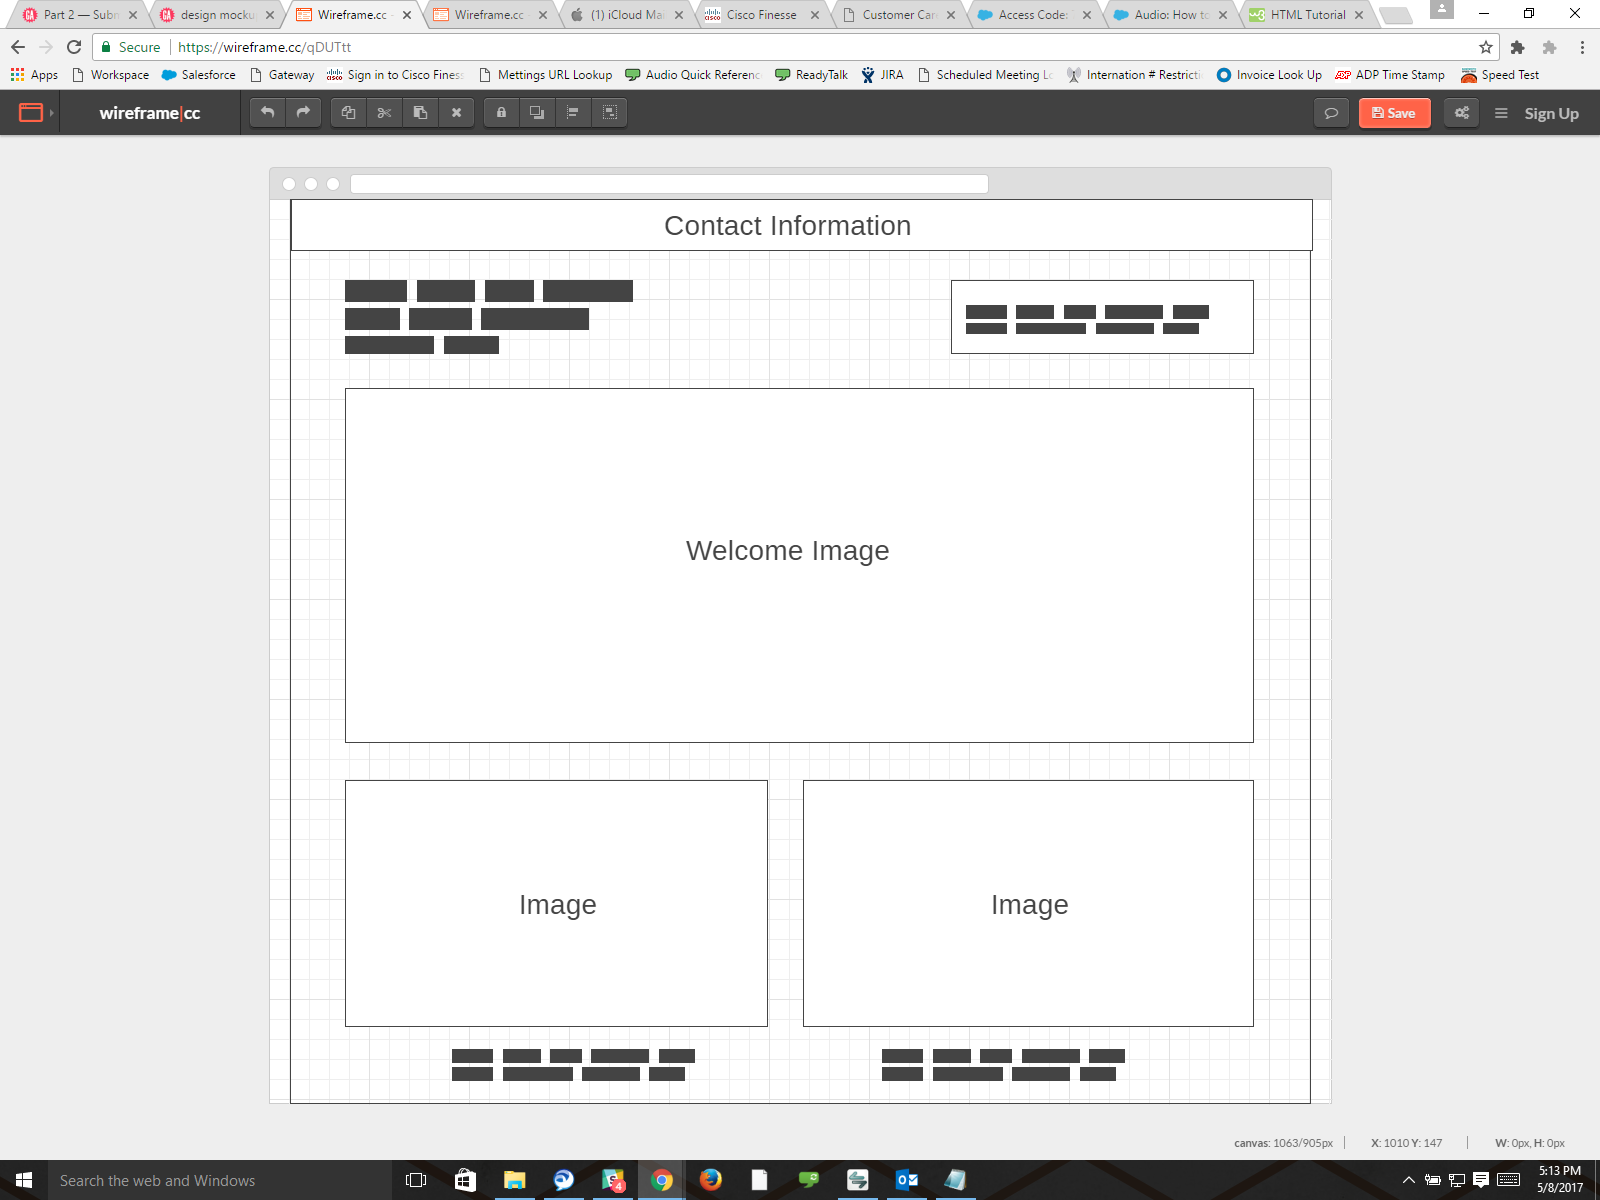 Part 2 — Subm
design mocku
Wireframe.cc -
Wireframe.cc
(1) iCloud Ma
Cisco Finesse
Customer Car
Access Code:
Audio: How to
HTML Tutorial
Secure
https://wireframe.cc/qDUTtt
Apps
Workspace
Salesforce
Gateway
Sign in to Cisco Finess
Mettings URL Lookup
Audio Quick Referenc
ReadyTalk
JIRA
Scheduled Meeting Lo
Internation # Restricti
Invoice Look Up
ADP Time Stamp
Speed Test
wireframe|cc
Save
Sign Up
Contact Information
Welcome Image
Image
Image
canvas: 1063/905px
X: 1010 Y: 147
W: 0px, H: 0px
Search the web and Windows
4
5:13 PM
5/8/2017